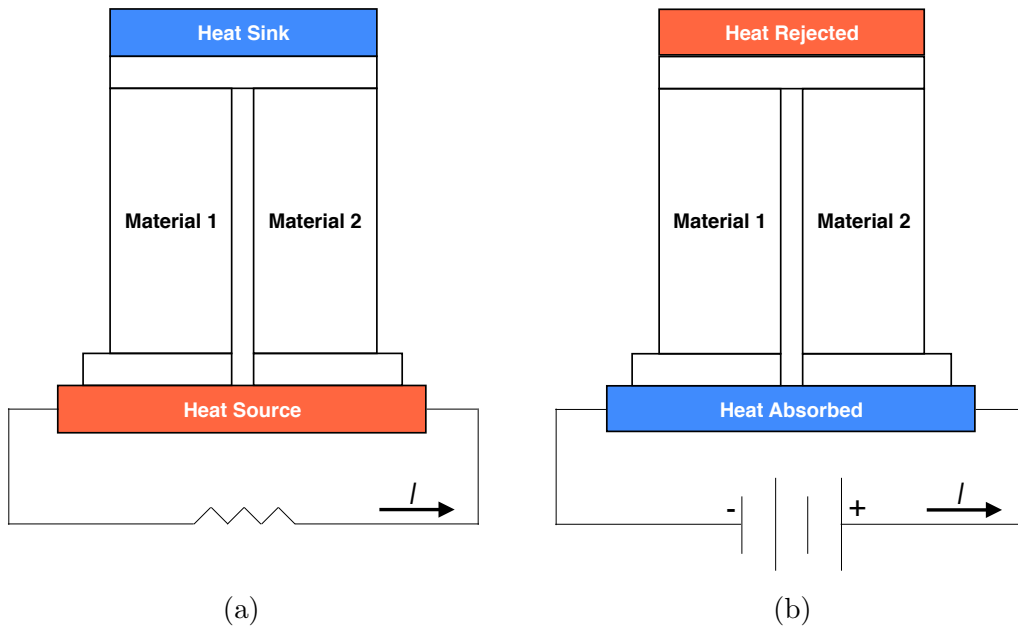 Heat Sink
Material 1
Material 2
Heat Source
I
(a)
Heat Rejected
Material 1
Material 2
Heat Absorbed
-
+
I
(b)